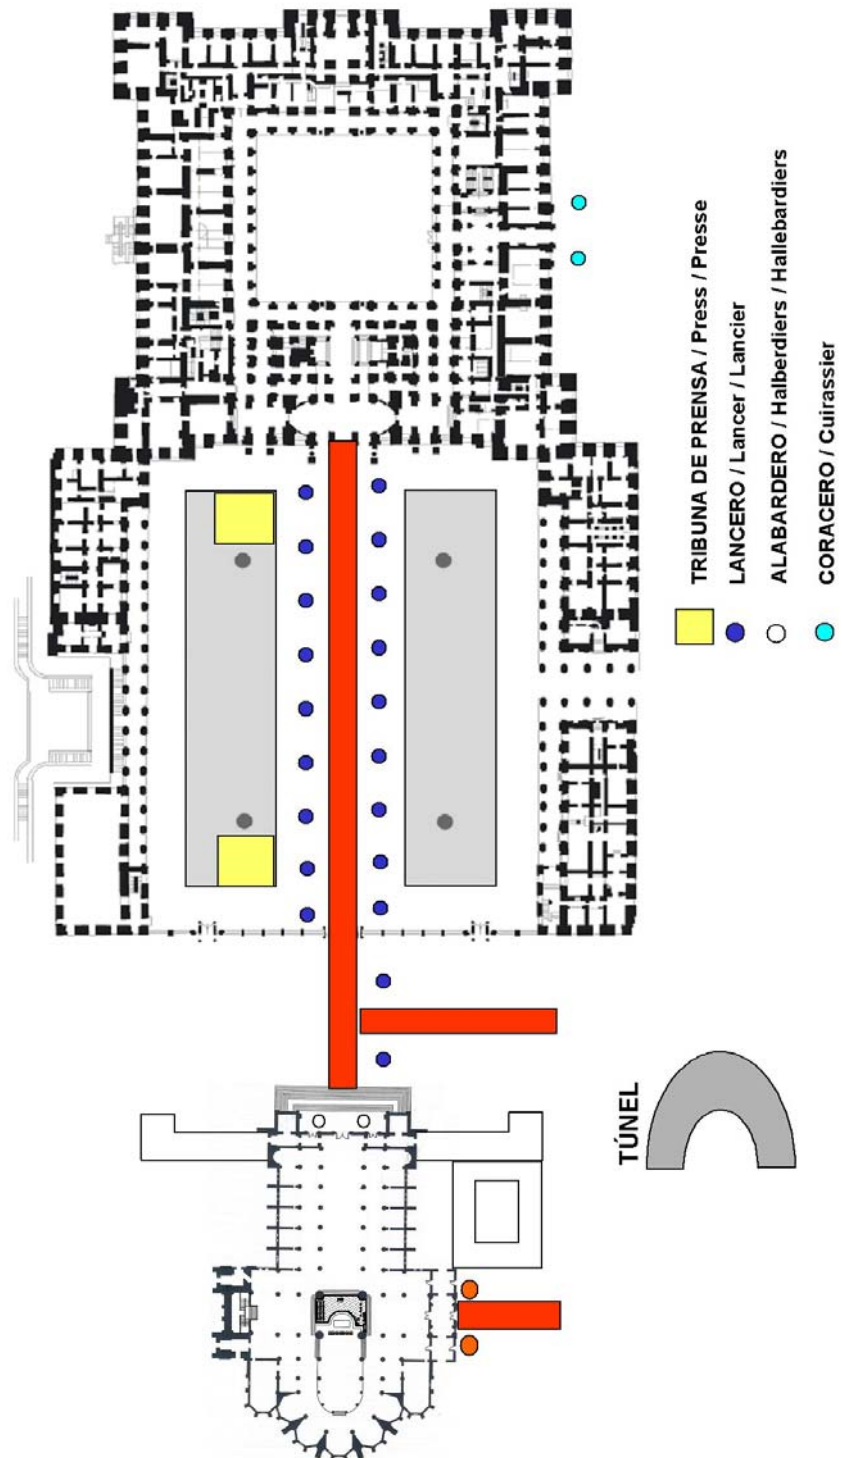 TRIBUNA DE PRENSA / Press / Presse
LANCERO / Lancer / Lancier
ALABARDERO / Halberdiers / Hallebardiers
CORACERO / Cuirassier
TÚNEL